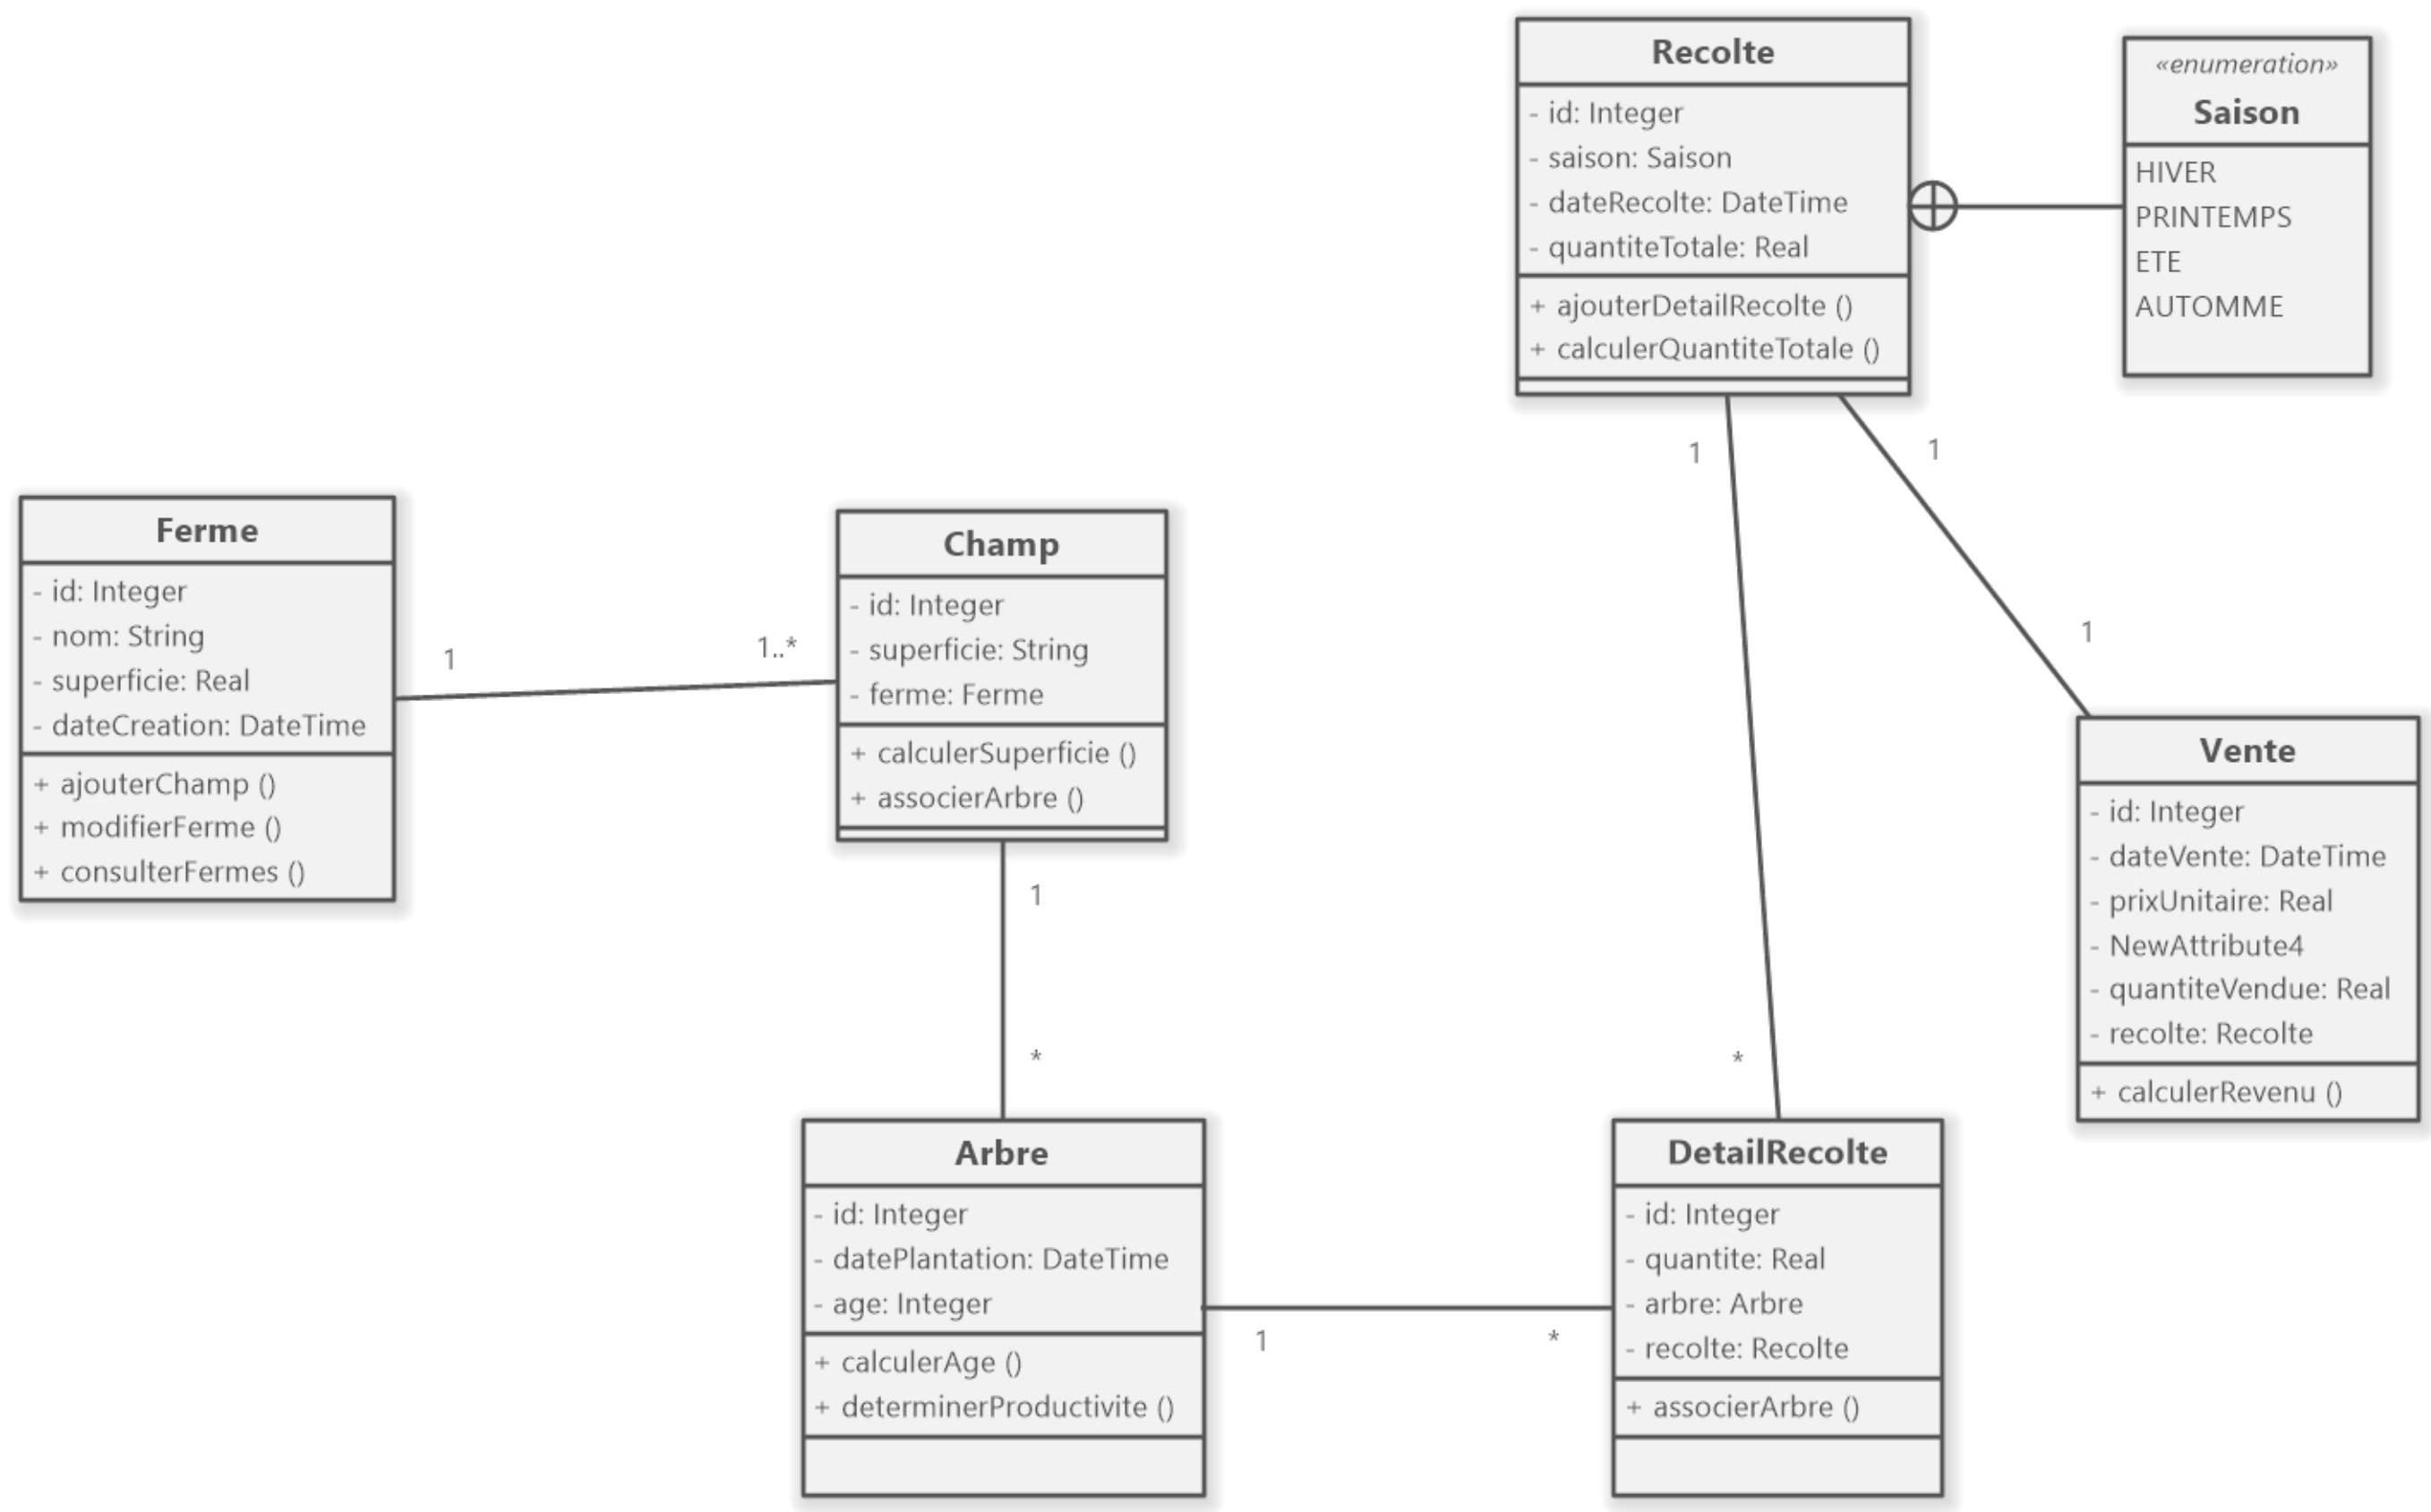 Recolte
- id: Integer
- saison: Saison
- dateRecolte: DateTime
- quantiteTotale: Real
+ ajouterDetailRecolte ()
+ calculerQuantiteTotale ()
«enumeration»
Saison
HIVER
PRINTEMPS
ETE
AUTOMME
1
1
Ferme
- id: Integer
- nom: String
- superficie: Real
- dateCreation: DateTime
+ ajouterChamp ()
+ modifierFerme ()
+ consulterFermes ()
1
1..*
Champ
- id: Integer
- superficie: String
- ferme: Ferme
+ calculerSuperficie ()
+ associerArbre ()
1
*
1
Vente
- id: Integer
- dateVente: DateTime
- prixUnitaire: Real
- NewAttribute4
- quantiteVendue: Real
- recolte: Recolte
+ calculerRevenu ()
*
Arbre
- id: Integer
- datePlantation: DateTime
- age: Integer
+ calculerAge ()
+ determinerProductivite ()
1
*
DetailRecolte
- id: Integer
- quantite: Real
- arbre: Arbre
- recolte: Recolte
+ associerArbre ()